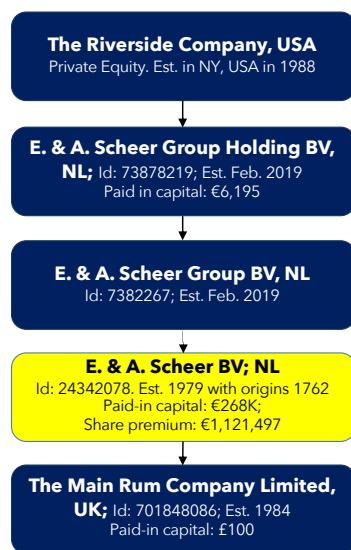 The Riverside Company, USA
Private Equity. Est. in NY, USA in 1988
E. & A. Scheer Group Holding BV,
NL; Id: 73878219; Est. Feb. 2019
Paid in capital: €6,195
E. & A. Scheer Group BV, NL
Id: 7382267; Est. Feb. 2019
E. & A. Scheer BV; NL
Id: 24342078. Est. 1979 with origins 1762
Paid-in capital: €268K;
Share premium: €1,121,497
The Main Rum Company Limited,
UK; Id: 701848086; Est. 1984
Paid-in capital: £100